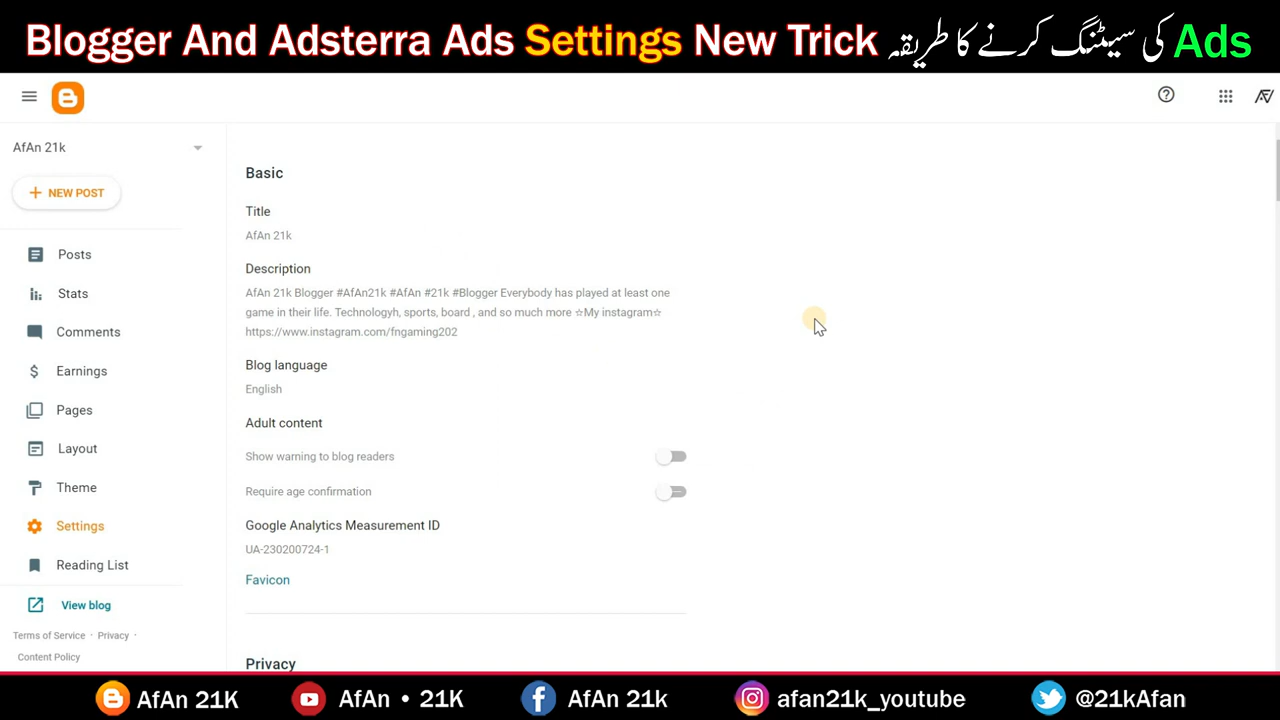 Blogger And Adsterra Ads Settings New Trick Ads کی سیٹنگ کرنے کا طریقہ
AfAn 21k
+ NEW POST
Posts
Stats
Comments
Earnings
Pages
Layout
Theme
Settings
Reading List
View blog
Terms of Service · Privacy ·
Content Policy
Basic
Title
AfAn 21k
Description
AfAn 21k Blogger #AfAn21k #AfAn #21k #Blogger Everybody has played at least one
game in their life. Technologyh, sports, board , and so much more ☆My instagram☆
https://www.instagram.com/fngaming202
Blog language
English
Adult content
Show warning to blog readers
Require age confirmation
Google Analytics Measurement ID
UA-230200724-1
Favicon
Privacy
AfAn 21K AfAn • 21K AfAn 21k afan21k_youtube @21kAfan